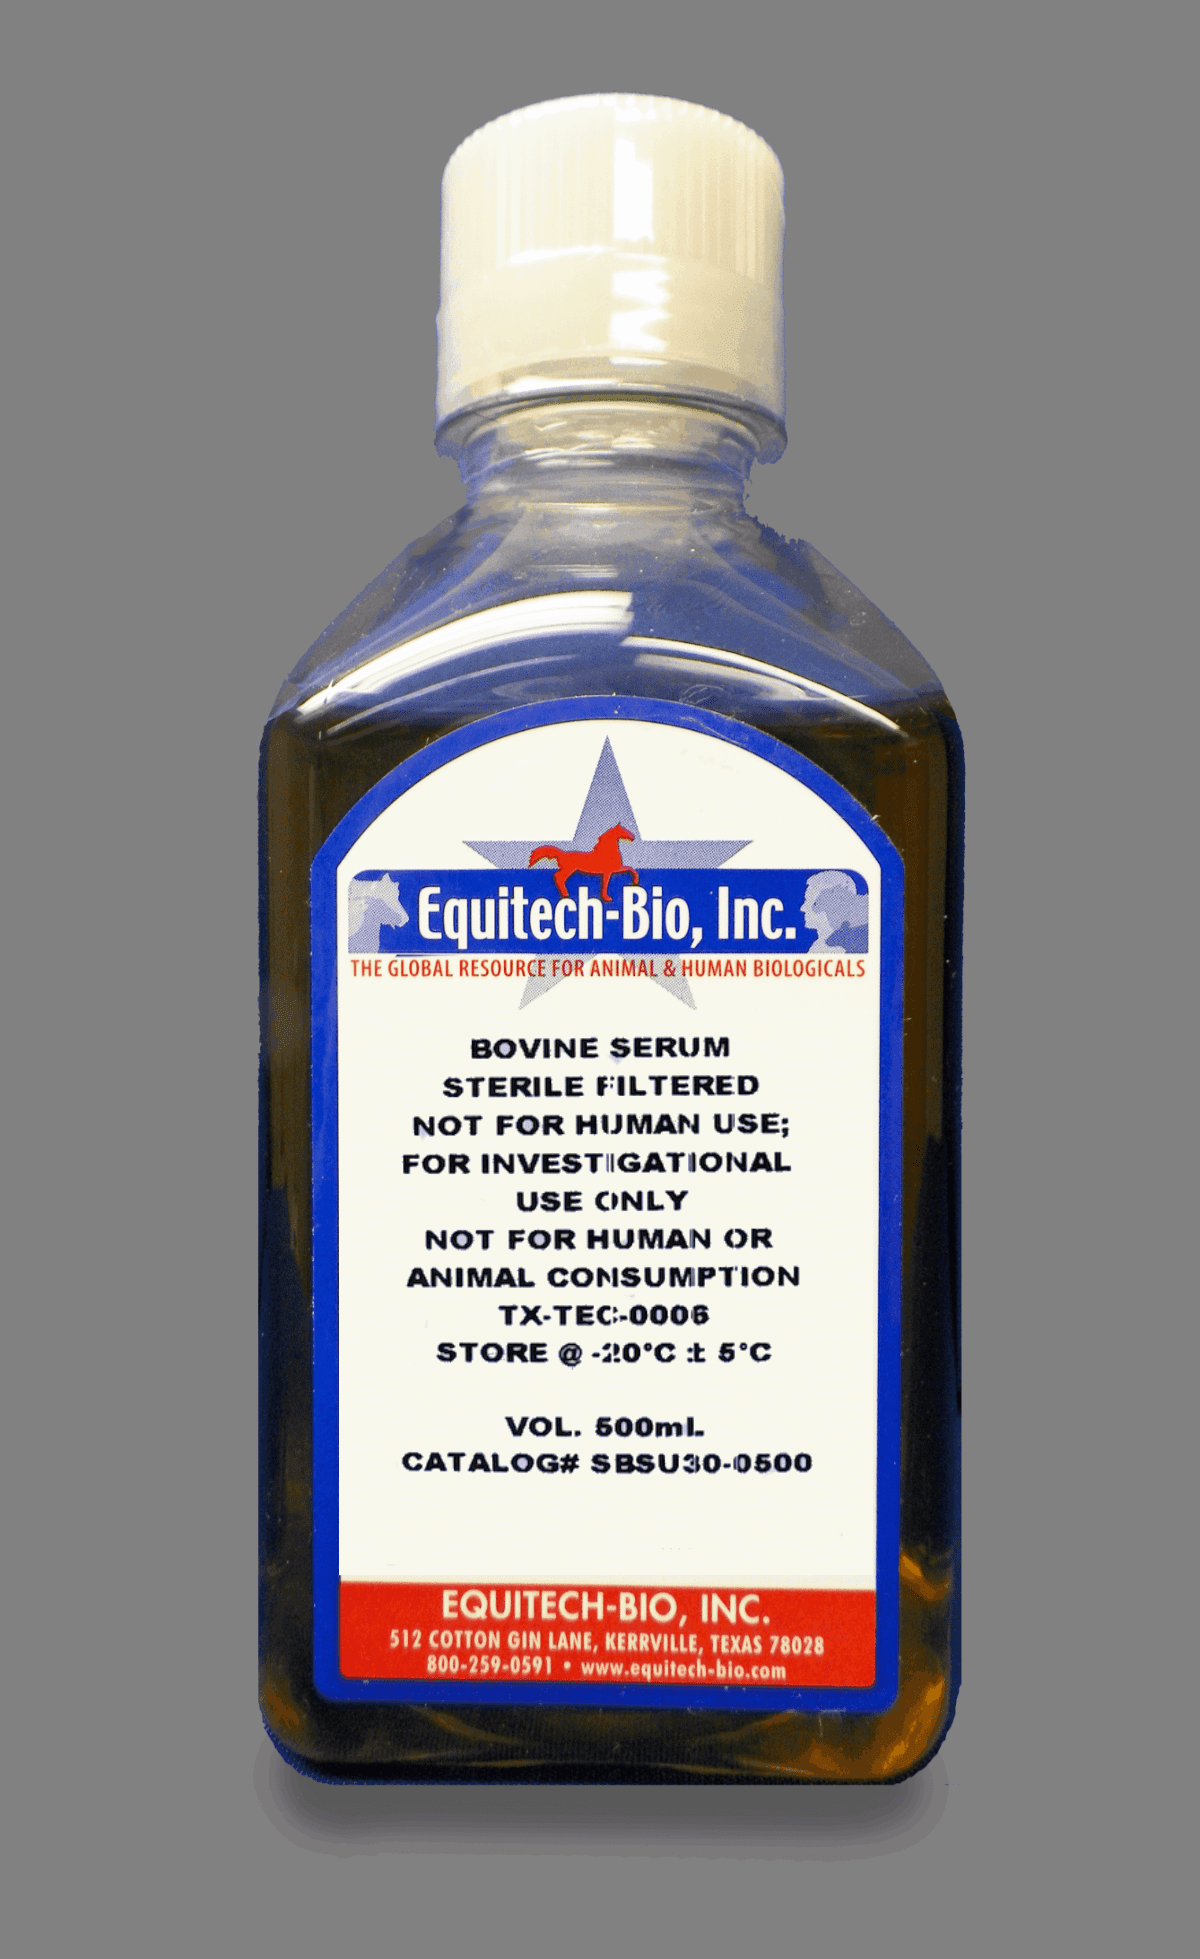 Equitech-Bio, Inc.
THE GLOBAL RESOURCE FOR ANIMAL & HUMAN BIOLOGICALS
BOVINE SERUM
STERILE FILTERED
NOT FOR HUMAN USE;
FOR INVESTIGATIONAL
USE ONLY
NOT FOR HUMAN OR
ANIMAL CONSUMPTION
TX-TEC-0006
STORE @ -20°C ± 5°C
VOL. 500mL
CATALOG# SBSU30-0500
EQUITECH-BIO, INC.
512 COTTON GIN LANE, KERRVILLE, TEXAS 78028
800-259-0591 • www.equitech-bio.com